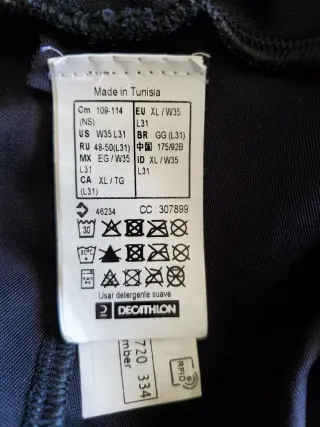 Made in Tunisia
Cm 109-114 (NS)
US W35 L31
RU 48-50(L31)
MX EG / W35 L31
CA XL / TG (L31)
EU XL / W35 L31
BR GG (L31)
中国 175/92B
ID XL / W35 L31
46234 CC : 307899
30
30°C
Usar detergente suave
DECATHLON
720 334
mber
RFID